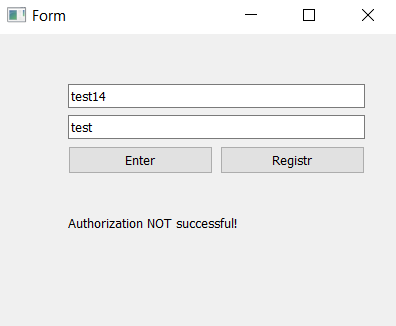 Form
test14
test
Enter Registr
Authorization NOT successful!